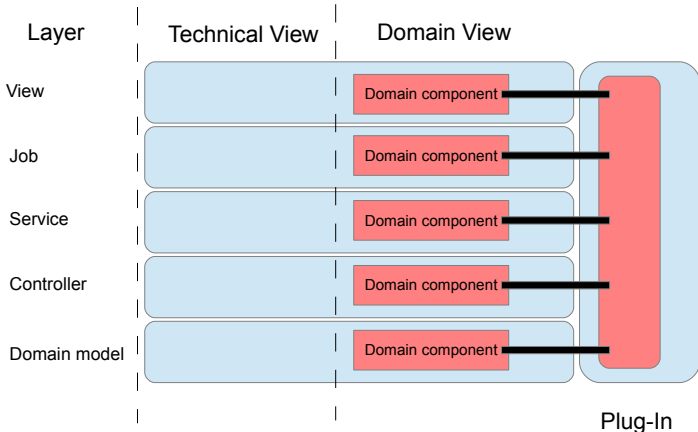 Layer
Technical View
Domain View
View
Domain component
Job
Domain component
Service
Domain component
Controller
Domain component
Domain model
Domain component
Plug-In